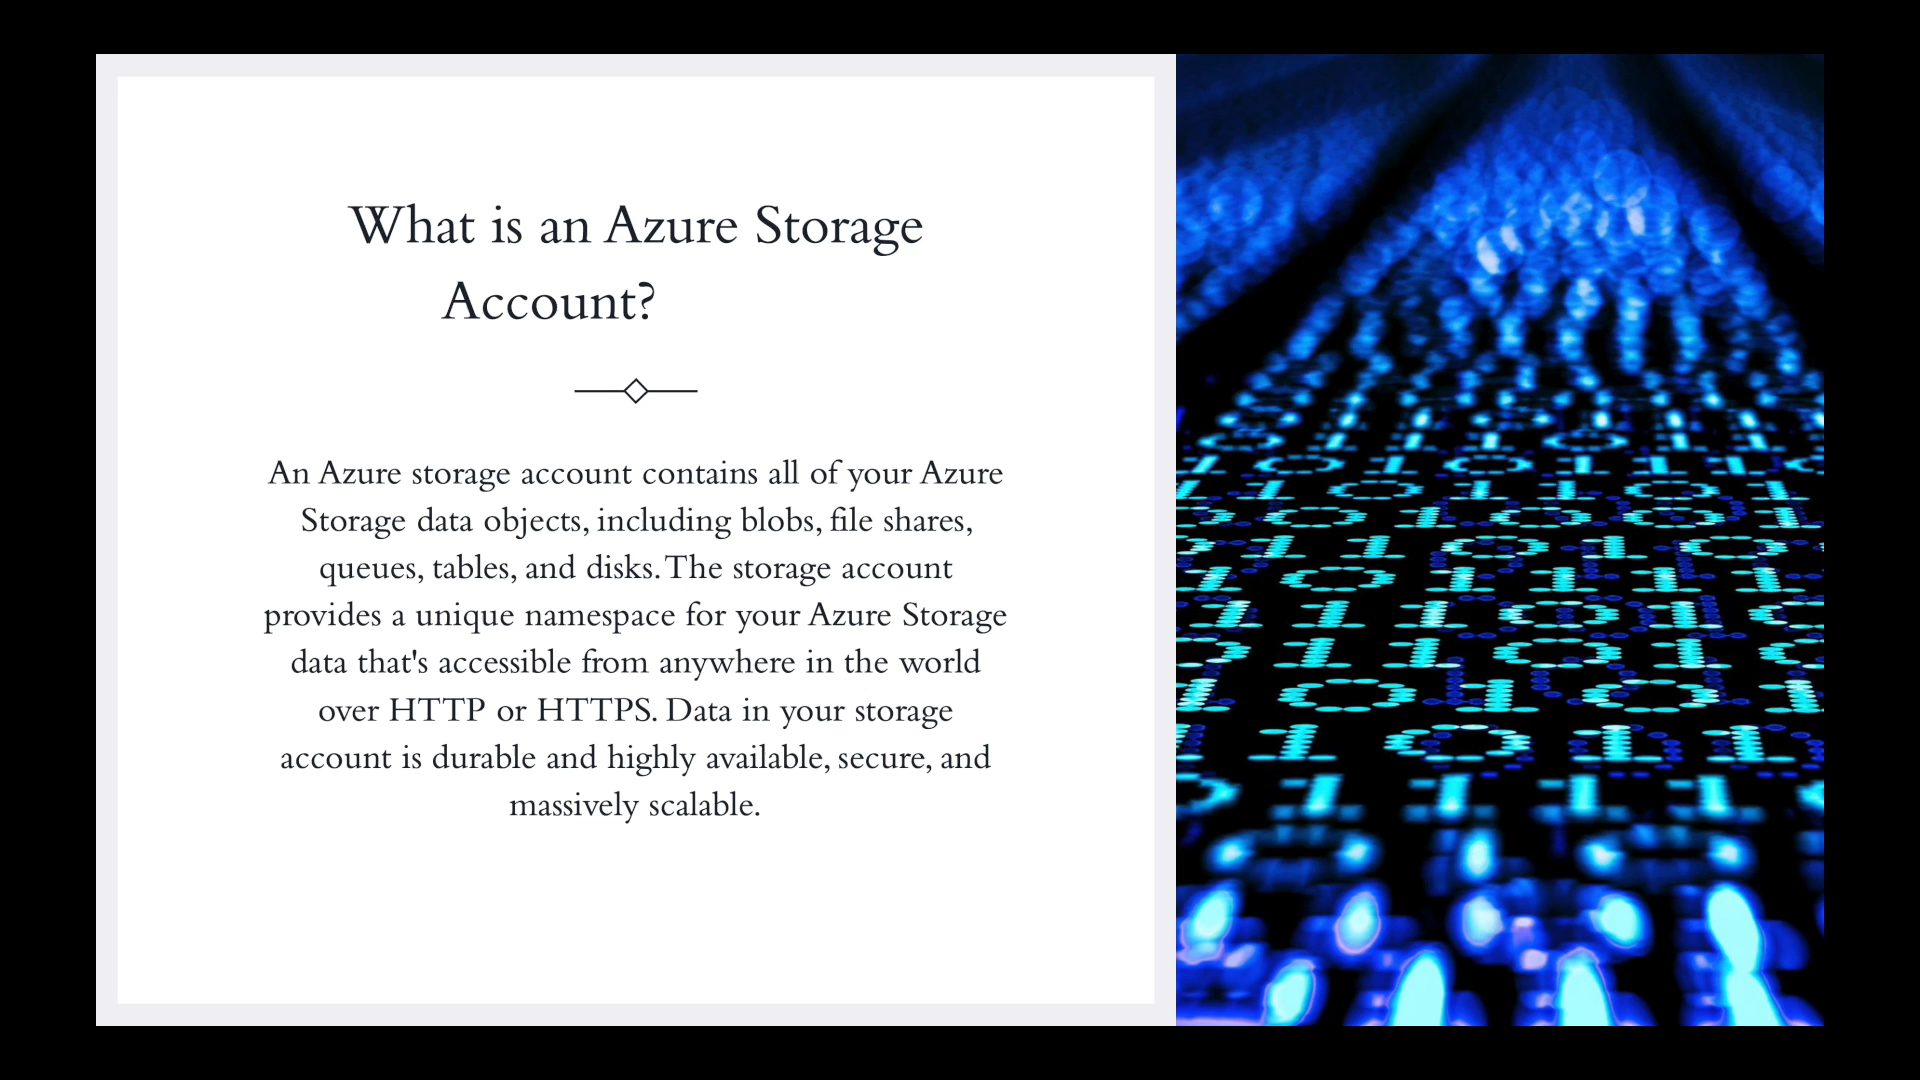 What is an Azure Storage
Account?
An Azure storage account contains all of your Azure
Storage data objects, including blobs, file shares,
queues, tables, and disks. The storage account
provides a unique namespace for your Azure Storage
data that's accessible from anywhere in the world
over HTTP or HTTPS. Data in your storage
account is durable and highly available, secure, and
massively scalable.